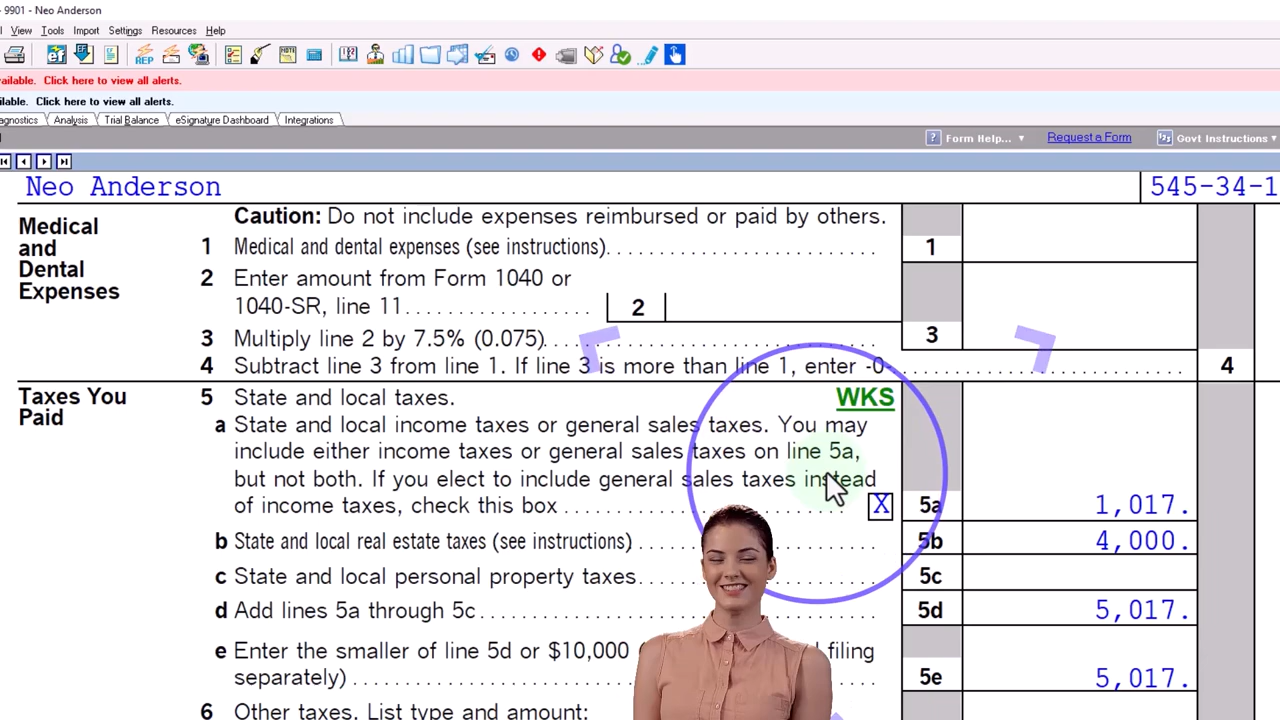 - 9901 - Neo Anderson
View Tools Import Settings Resources Help
ef REP NOTE
ailable. Click here to view all alerts.
ilable. Click here to view all alerts.
agnostics Analysis Trial Balance eSignature Dashboard Integrations
? Form Help... Request a Form Govt Instructions
Neo Anderson 545-34-1
Medical and Dental Expenses
Caution: Do not include expenses reimbursed or paid by others.
1 Medical and dental expenses (see instructions) 1
2 Enter amount from Form 1040 or
1040-SR, line 11 2
3 Multiply line 2 by 7.5% (0.075) 3
4 Subtract line 3 from line 1. If line 3 is more than line 1, enter -0- 4
Taxes You Paid
5 State and local taxes. WKS
a State and local income taxes or general sales taxes. You may
include either income taxes or general sales taxes on line 5a,
but not both. If you elect to include general sales taxes instead
of income taxes, check this box X 5a 1,017.
b State and local real estate taxes (see instructions) 5b 4,000.
c State and local personal property taxes 5c
d Add lines 5a through 5c 5d 5,017.
e Enter the smaller of line 5d or $10,000 filing
separately) 5e 5,017.
6 Other taxes. List type and amount: